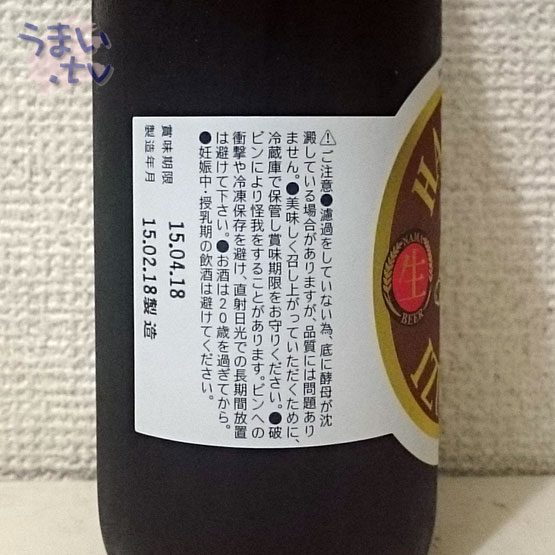 うまい
.tv
⚠ご注意●濾過をしていない為、底に酵母が沈
澱している場合がありますが、品質には問題あり
ません。●美味しく召し上がっていただくために、
冷蔵庫で保管し賞味期限をお守りください。●破
ビンにより怪我をすることがあります。ビンへの
衝撃や冷凍保存を避け、直射日光での長期間放置
は避けて下さい。●お酒は20歳を過ぎてから。
●妊娠中・授乳期の飲酒は避けてください。
賞味期限 15.04.18
製造年月 15.02.18製造
HA
NAMA
生
BEER